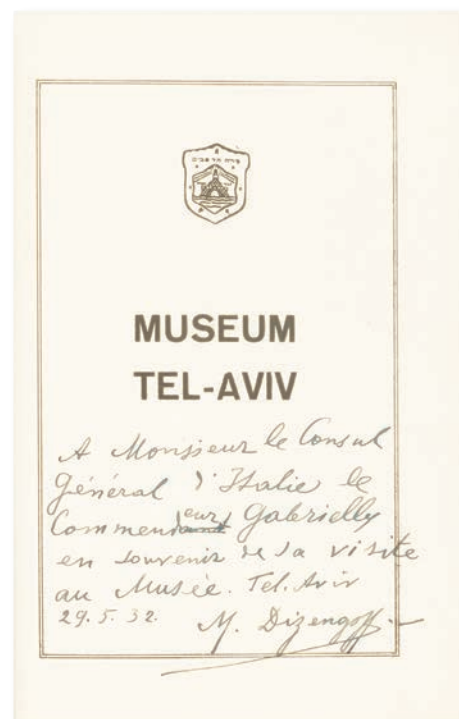 MUSEUM
TEL-AVIV
A Monsieur le Consul
Général d'Italie le
Commendeur Gabrielly
en souvenir de sa visite
au Musée. Tel. Aviv
29.5.32. M. Dizengoff